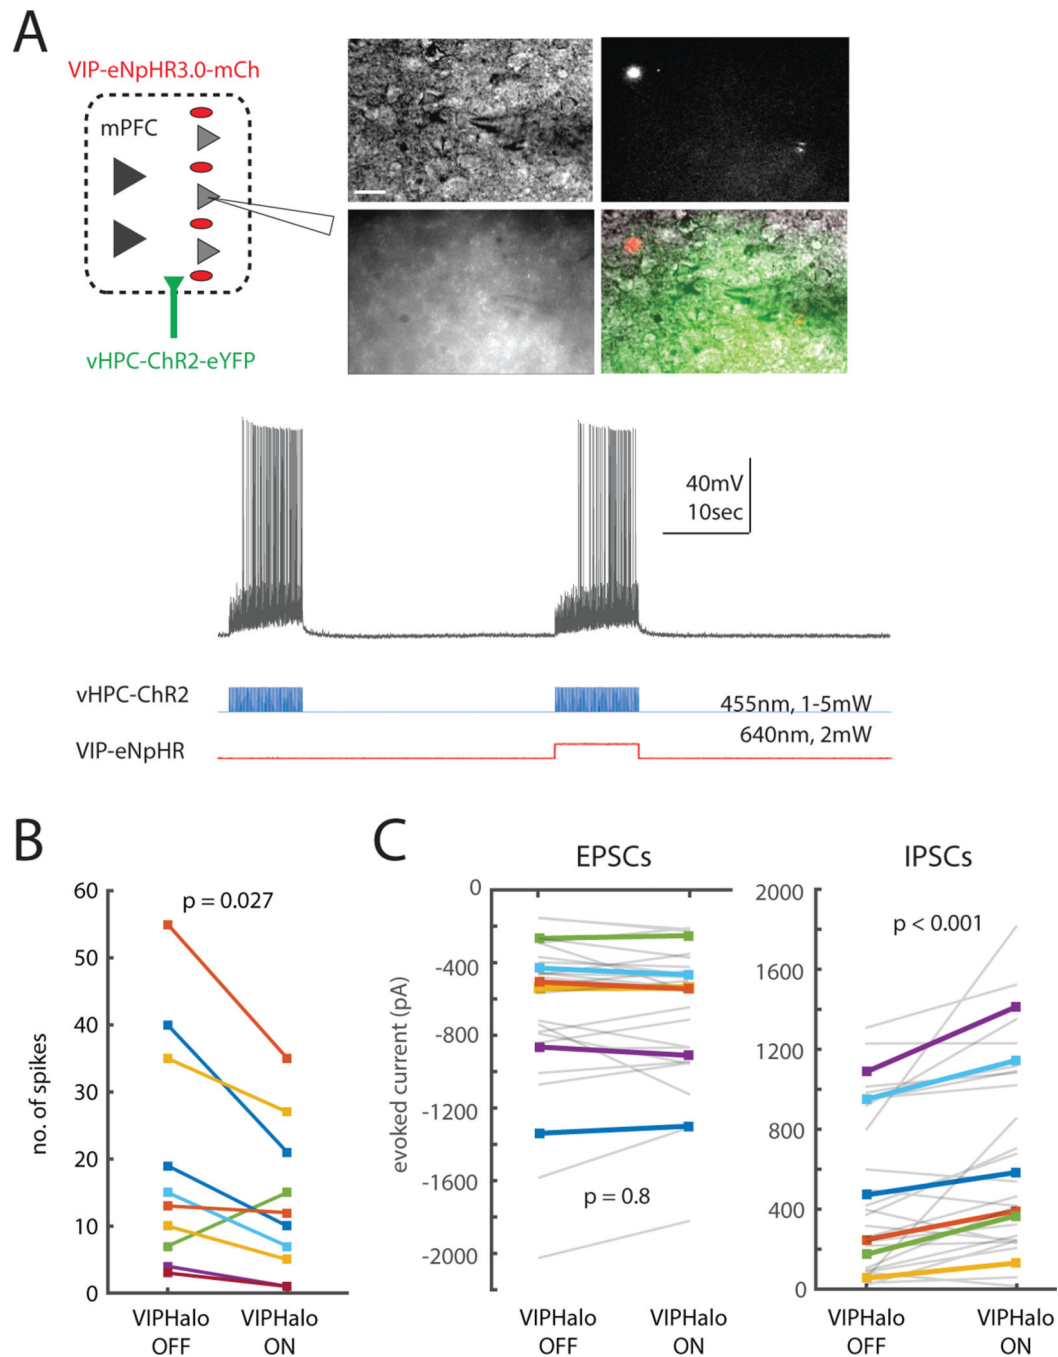 A
VIP-eNpHR3.0-mCh
mPFC
vHPC-ChR2-eYFP
40mV
10sec
vHPC-ChR2
455nm, 1-5mW
640nm, 2mW
VIP-eNpHR
B
no. of spikes
60
50
40
30
20
10
0
p = 0.027
VIPHalo OFF
VIPHalo ON
C
EPSCs
evoked current (pA)
0
-400
-800
-1200
-1600
-2000
p = 0.8
VIPHalo OFF
VIPHalo ON
IPSCs
2000
1600
1200
800
400
0
p < 0.001
VIPHalo OFF
VIPHalo ON